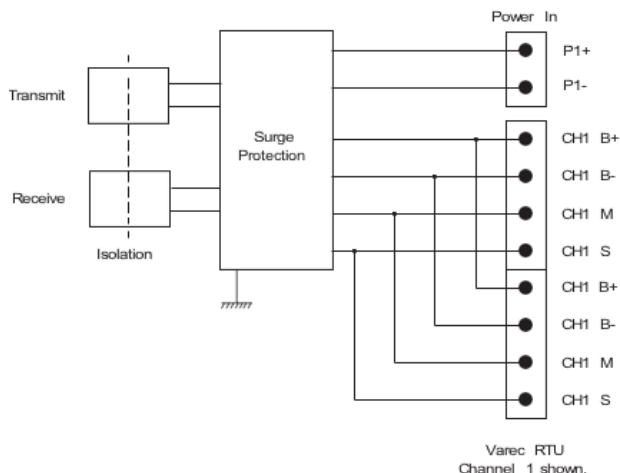 Power In
P1+
P1-
Transmit
Surge
Protection
CH1 B+
CH1 B-
Receive
CH1 M
Isolation
CH1 S
CH1 B+
CH1 B-
CH1 M
CH1 S
Varec RTU
Channel 1 shown.